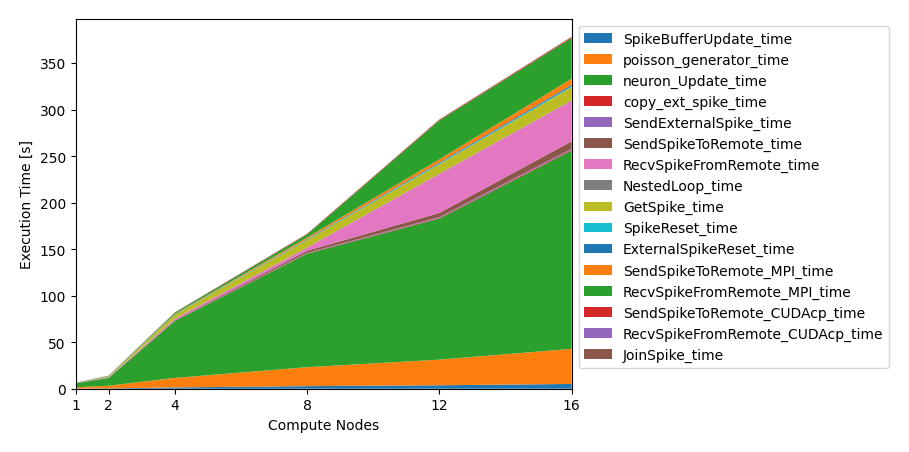 350
300
250
200
150
100
50
0
Execution Time [s]
1 2 4 8 12 16
Compute Nodes
SpikeBufferUpdate_time
poisson_generator_time
neuron_Update_time
copy_ext_spike_time
SendExternalSpike_time
SendSpikeToRemote_time
RecvSpikeFromRemote_time
NestedLoop_time
GetSpike_time
SpikeReset_time
ExternalSpikeReset_time
SendSpikeToRemote_MPI_time
RecvSpikeFromRemote_MPI_time
SendSpikeToRemote_CUDAcp_time
RecvSpikeFromRemote_CUDAcp_time
JoinSpike_time